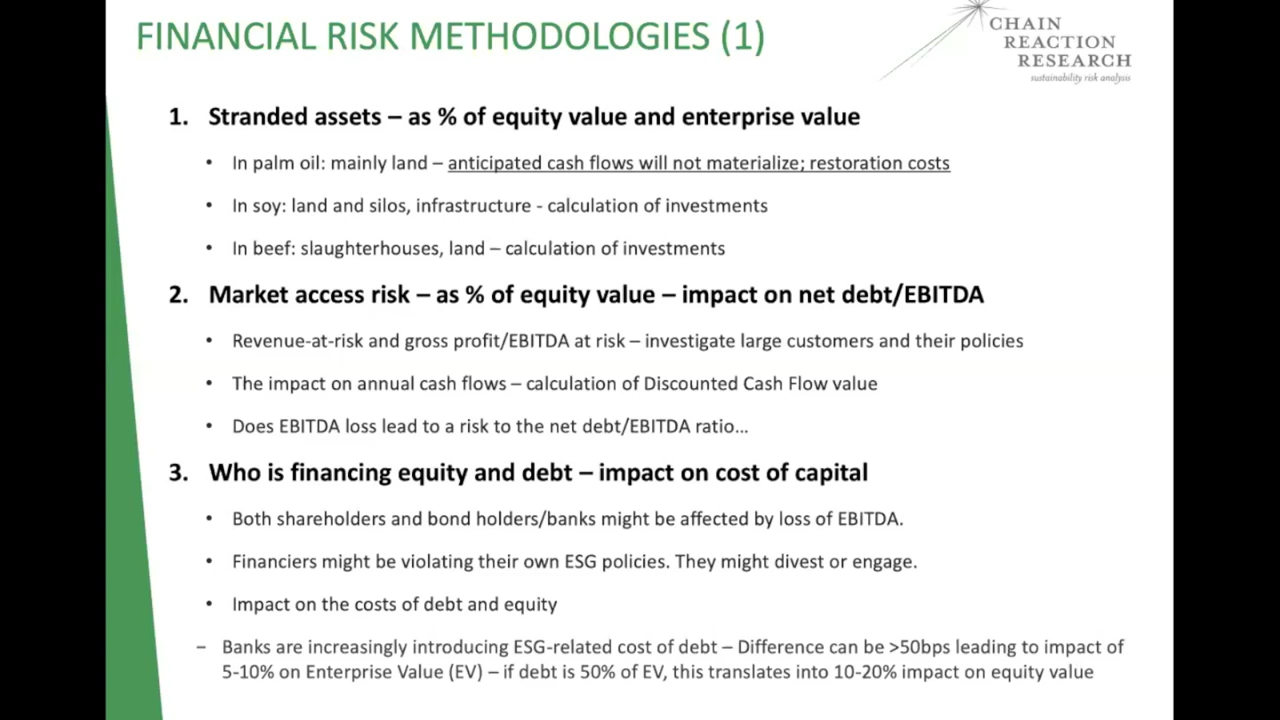 FINANCIAL RISK METHODOLOGIES (1)
CHAIN
REACTION
RESEARCH
sustainability risk analysis
1. Stranded assets – as % of equity value and enterprise value
• In palm oil: mainly land – anticipated cash flows will not materialize; restoration costs
• In soy: land and silos, infrastructure - calculation of investments
• In beef: slaughterhouses, land – calculation of investments
2. Market access risk – as % of equity value – impact on net debt/EBITDA
• Revenue-at-risk and gross profit/EBITDA at risk – investigate large customers and their policies
• The impact on annual cash flows – calculation of Discounted Cash Flow value
• Does EBITDA loss lead to a risk to the net debt/EBITDA ratio…
3. Who is financing equity and debt – impact on cost of capital
• Both shareholders and bond holders/banks might be affected by loss of EBITDA.
• Financiers might be violating their own ESG policies. They might divest or engage.
• Impact on the costs of debt and equity
– Banks are increasingly introducing ESG-related cost of debt – Difference can be >50bps leading to impact of
5-10% on Enterprise Value (EV) – if debt is 50% of EV, this translates into 10-20% impact on equity value